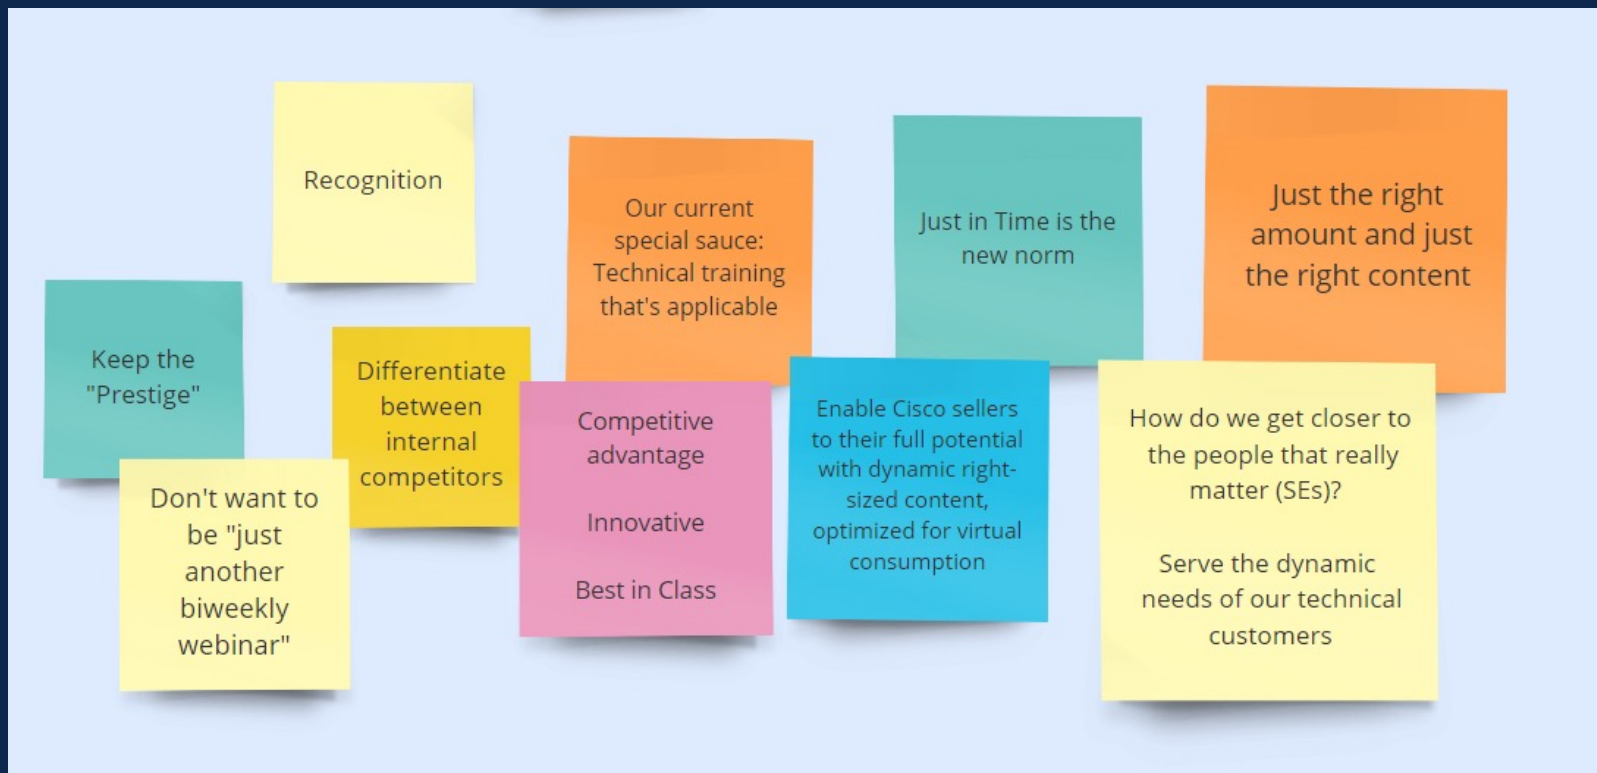 Recognition
Our current
special sauce:
Technical training
that's applicable
Just in Time is the
new norm
Just the right
amount and just
the right content
Keep the
"Prestige"
Differentiate
between
internal
competitors
Don't want to
be "just
another
biweekly
webinar"
Competitive
advantage
Innovative
Best in Class
Enable Cisco sellers
to their full potential
with dynamic right-
sized content,
optimized for virtual
consumption
How do we get closer to
the people that really
matter (SEs)?
Serve the dynamic
needs of our technical
customers